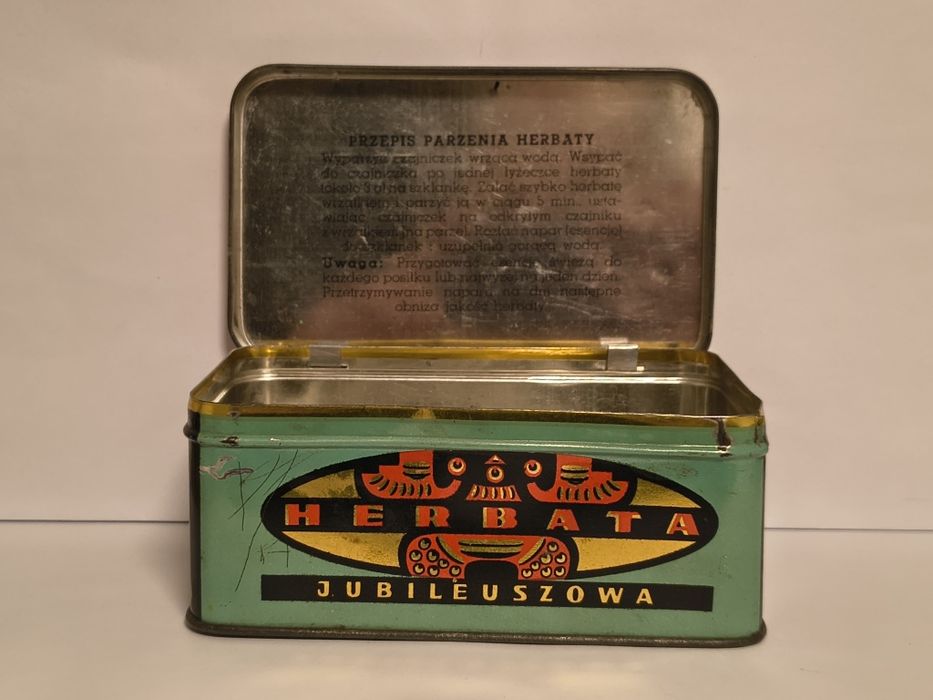 PRZEPIS PARZENIA HERBATY
Wyparzyć czajniczek wrzącą wodą. Wsypać
do czajniczka po jednej łyżeczce herbaty
(około 3 g) na szklankę. Zalać szybko herbatę
wrzątkiem i parzyć ją w ciągu 5 min., usta-
wiając czajniczek na odkrytym czajniku
z wrzątkiem (na parze). Rozlać napar (esencję)
do szklanek i uzupełnić gorącą wodą.
Uwaga: Przygotować esencję świeżą do
każdego posiłku lub najwyżej na jeden dzień.
Przetrzymywanie naparu na dni następne
obniża jakość herbaty.
HERBATA
JUBILEUSZOWA